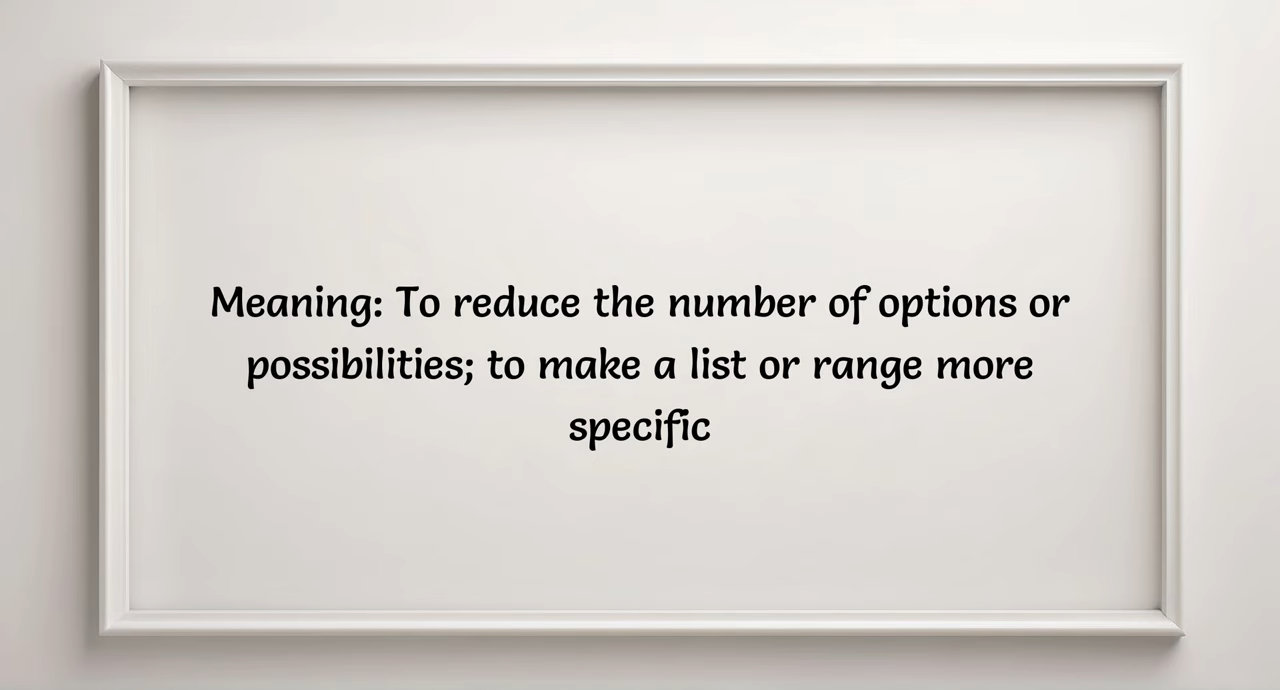 Meaning: To reduce the number of options or
possibilities; to make a list or range more
specific